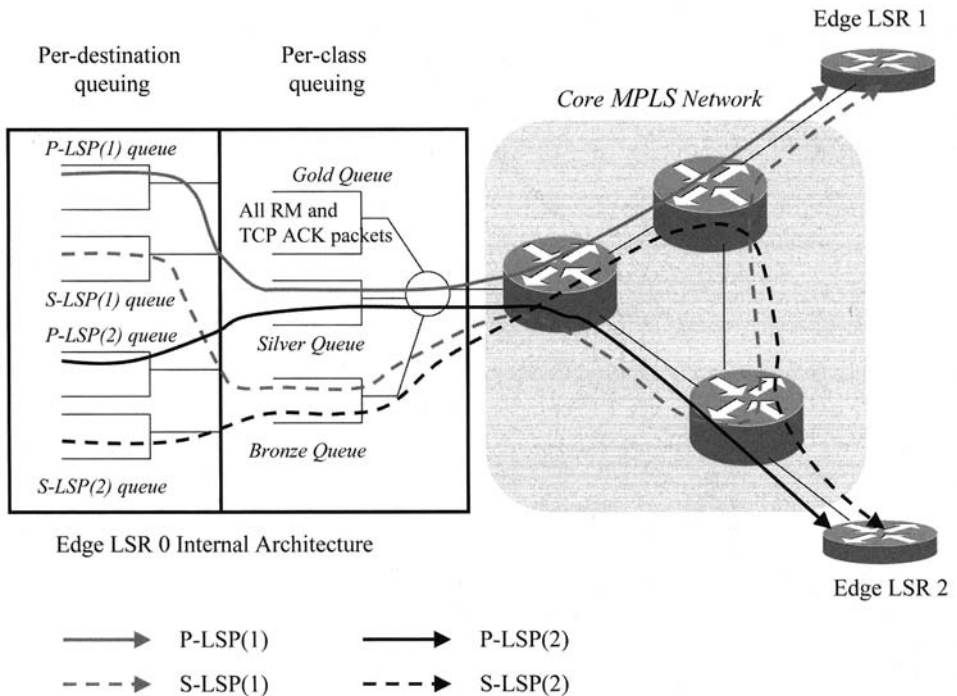 Edge LSR 1
Per-destination
queuing
Per-class
queuing
Core MPLS Network
P-LSP(1) queue
Gold Queue
All RM and
TCP ACK packets
S-LSP(1) queue
P-LSP(2) queue
Silver Queue
Bronze Queue
S-LSP(2) queue
Edge LSR 0 Internal Architecture
Edge LSR 2
P-LSP(1)
P-LSP(2)
S-LSP(1)
S-LSP(2)